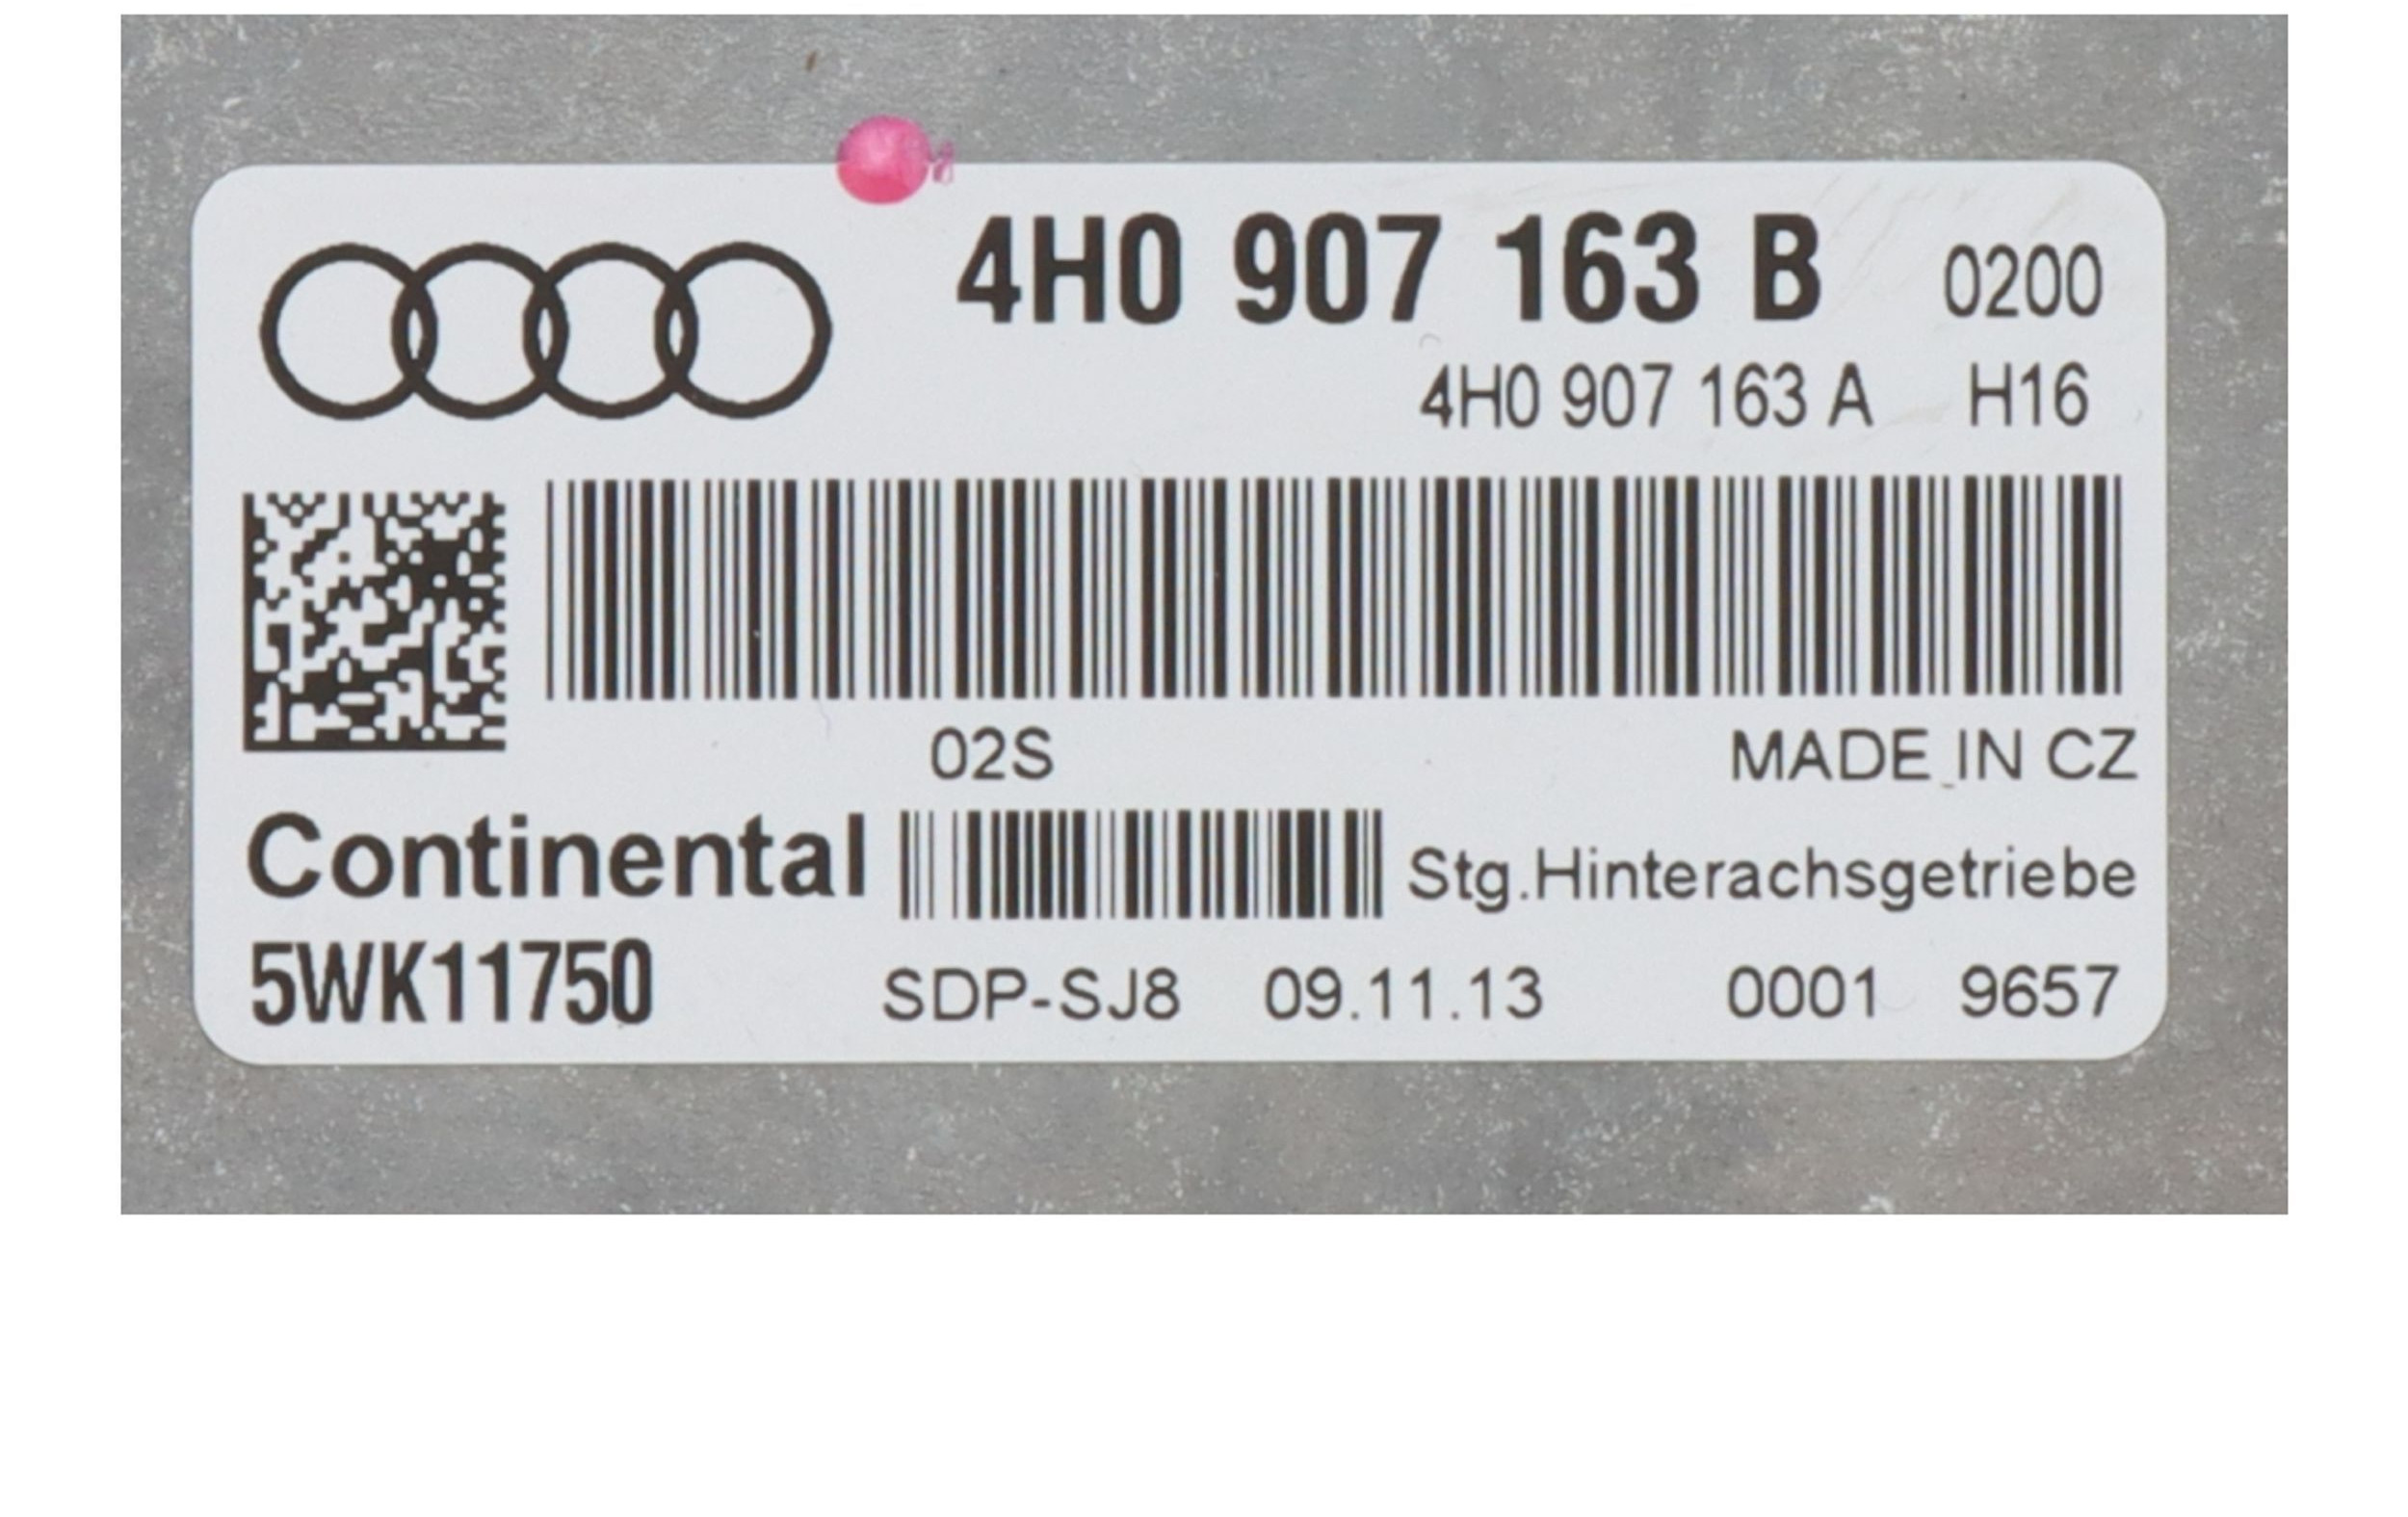 4H0 907 163 B 0200
4H0 907 163 A H16
02S MADE IN CZ
Continental Stg.Hinterachsgetriebe
5WK11750 SDP-SJ8 09.11.13 0001 9657